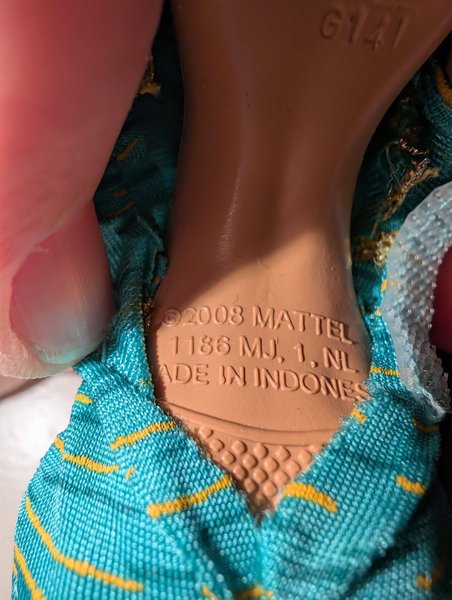 G141
©2008 MATTEL
1186 MJ, 1, NL
ADE IN INDONES